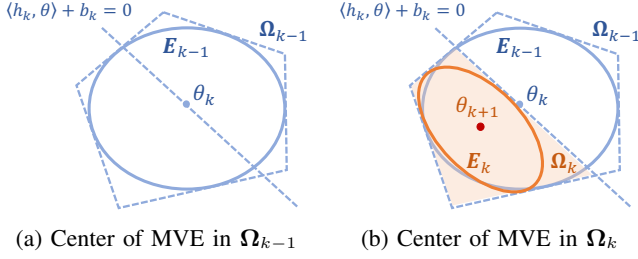 ⟨h_k, θ⟩ + b_k = 0
Ω_{k−1}
E_{k−1}
θ_k
(a) Center of MVE in Ω_{k−1}
⟨h_k, θ⟩ + b_k = 0
Ω_{k−1}
E_{k−1}
θ_k
θ_{k+1}
E_k
Ω_k
(b) Center of MVE in Ω_k